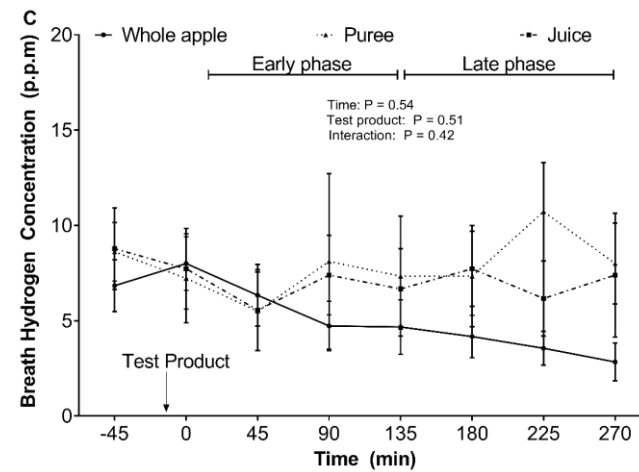 C
Whole apple Puree Juice
Early phase Late phase
Time: P = 0.54
Test product: P = 0.51
Interaction: P = 0.42
Breath Hydrogen Concentration (p.p.m)
20
15
10
5
0
Test Product
-45 0 45 90 135 180 225 270
Time (min)